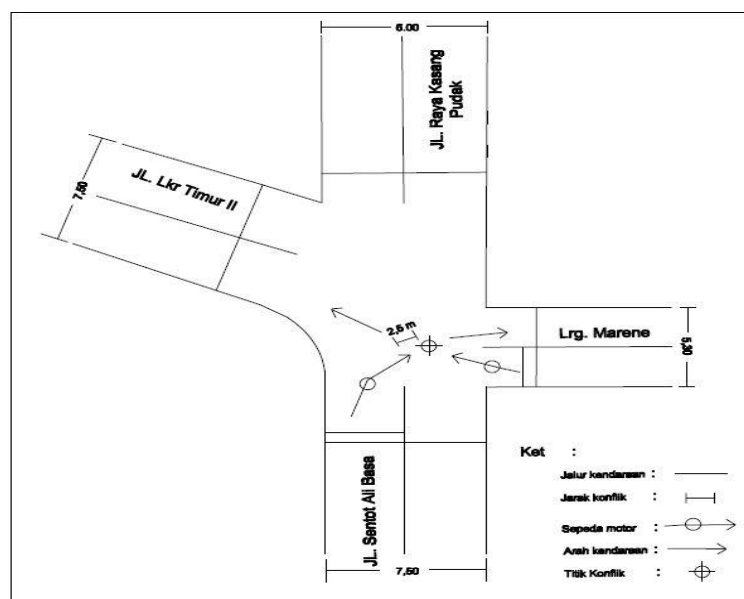 6.00
JL. Raya Kasang
Pudak
JL. Lkr Timur II
7,50
2,5 m
Lrg. Marene
5,30
JL. Sentot Ali Basa
7,50
Ket :
Jalur kendaraan :
Jarak konflik :
Sepeda motor :
Arah kendaraan :
Titik Konflik :